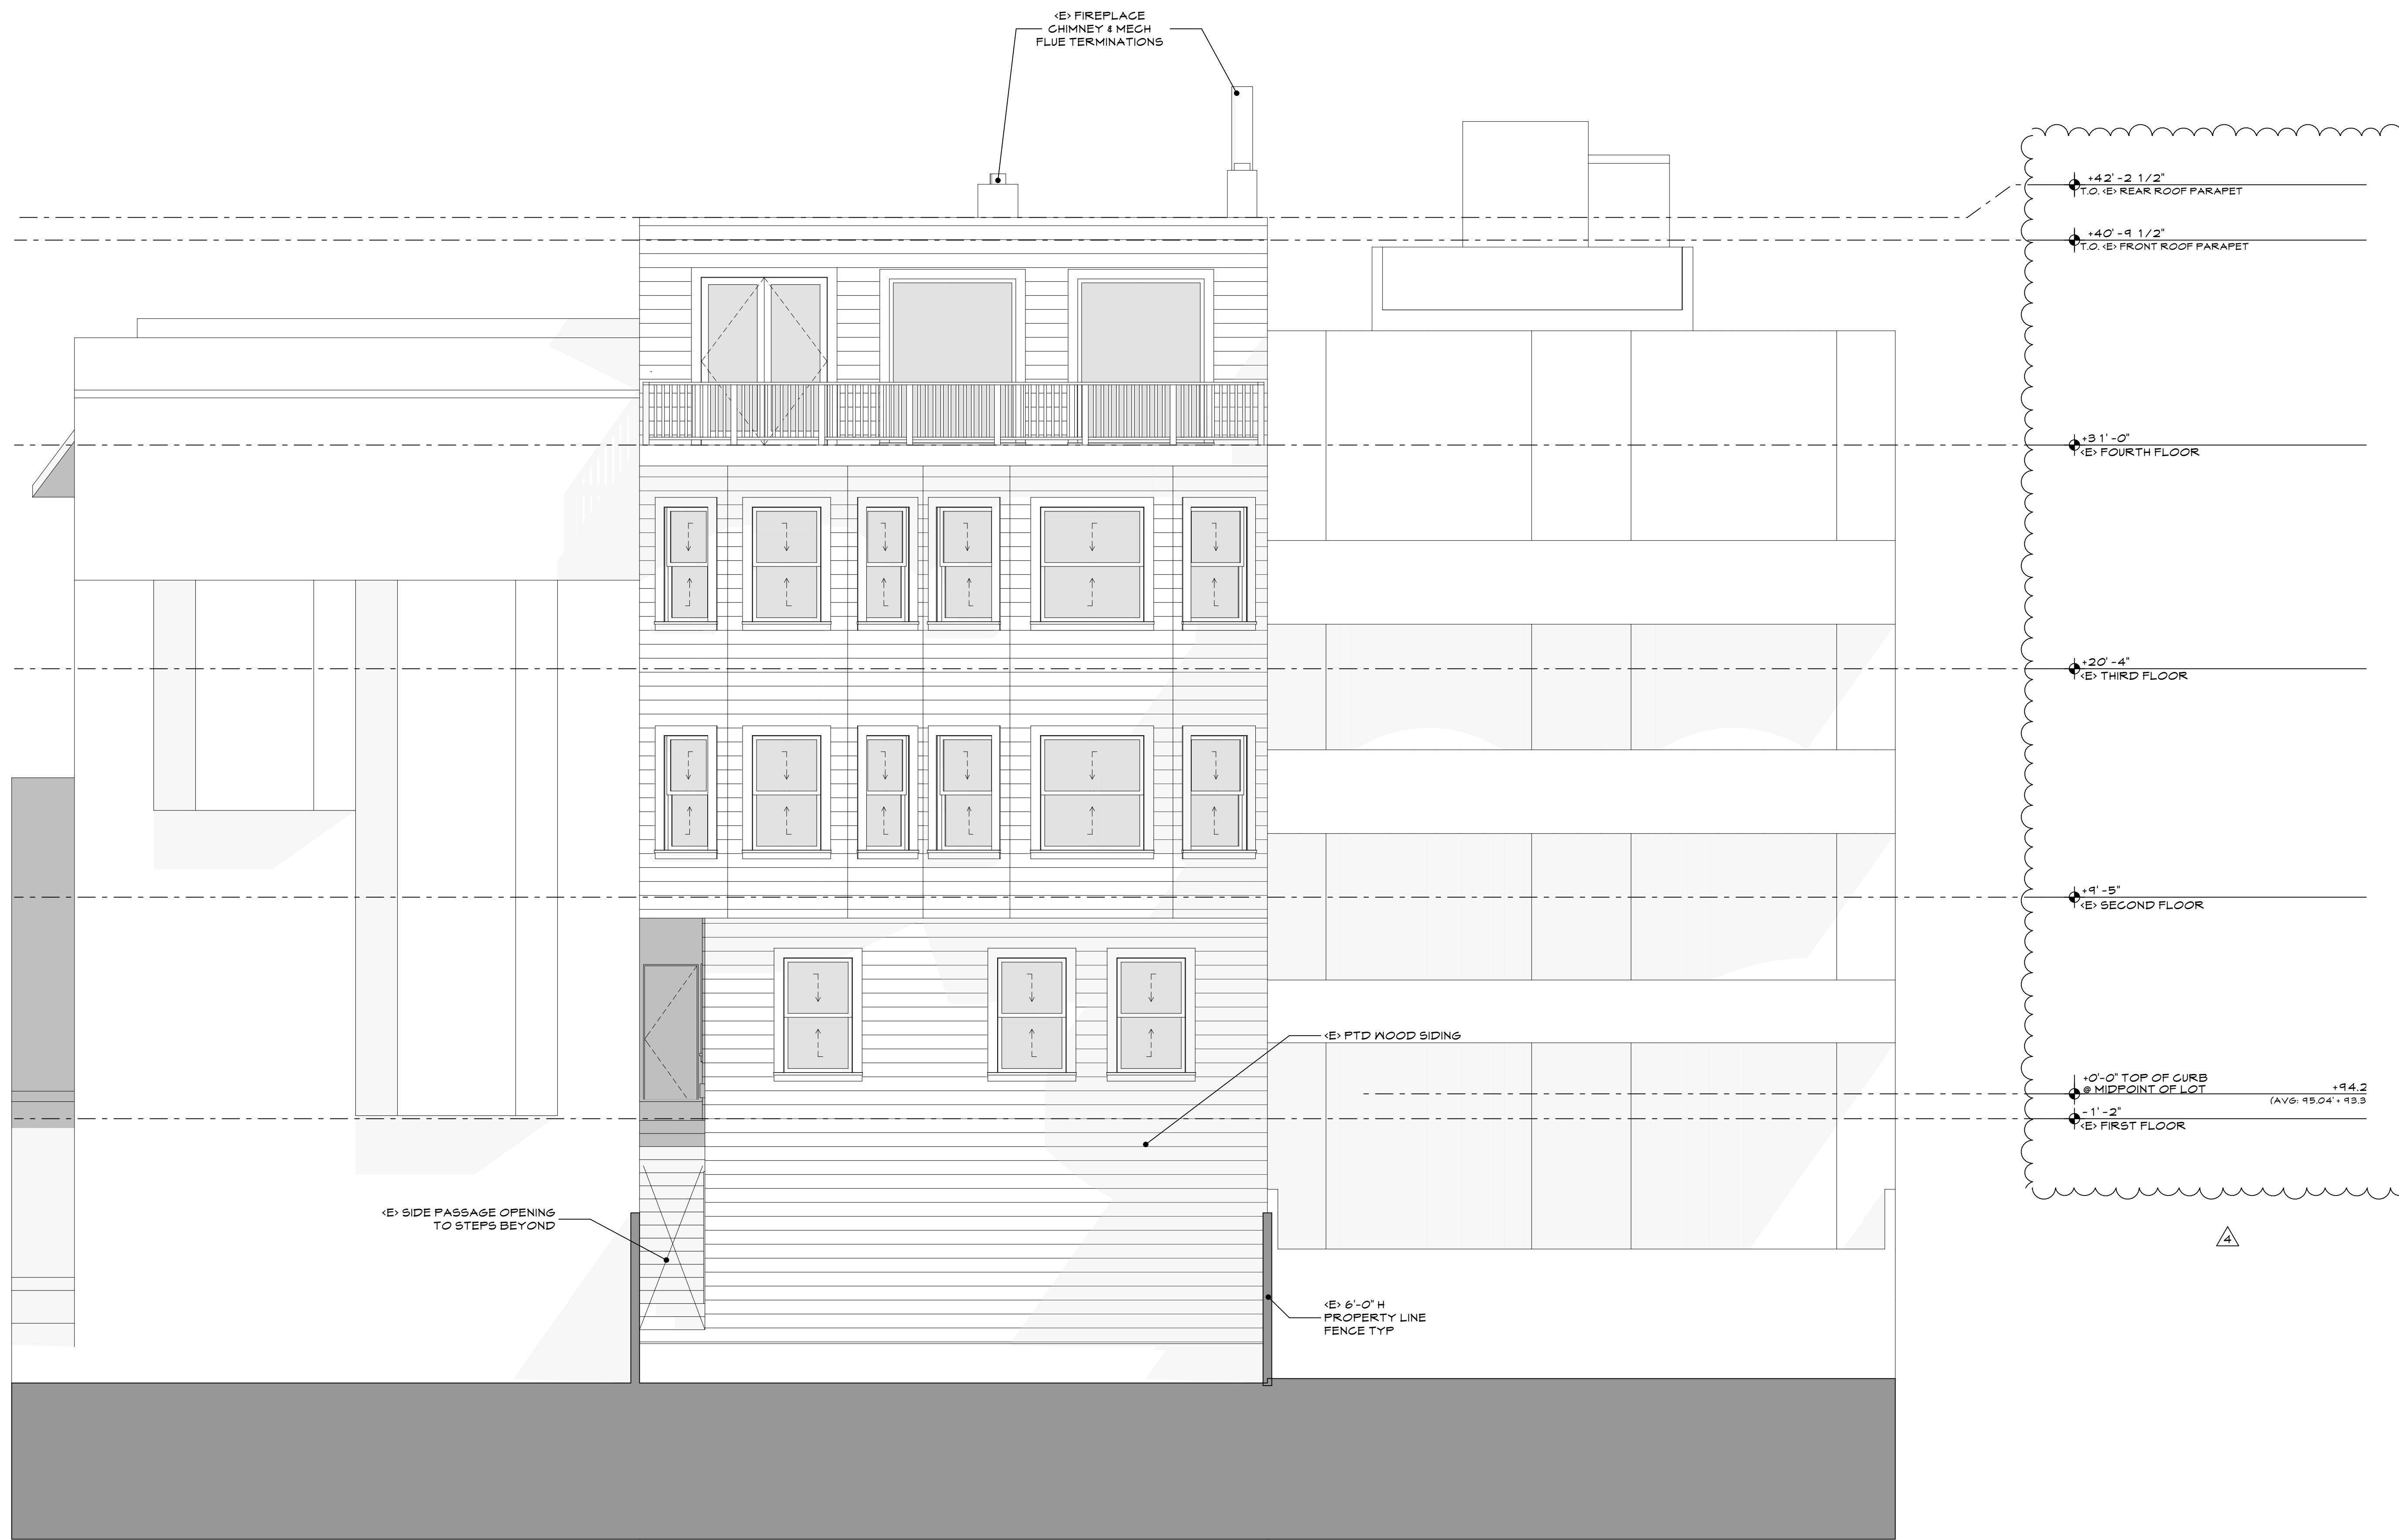 <E> FIREPLACE
CHIMNEY & MECH
FLUE TERMINATIONS
+42'-2 1/2"
T.O. <E> REAR ROOF PARAPET
+40'-9 1/2"
T.O. <E> FRONT ROOF PARAPET
+31'-0"
<E> FOURTH FLOOR
+20'-4"
<E> THIRD FLOOR
+9'-5"
<E> SECOND FLOOR
<E> PTD WOOD SIDING
+0'-0" TOP OF CURB
@ MIDPOINT OF LOT
+94.2
(AVG: 95.04' + 93.3
-1'-2"
<E> FIRST FLOOR
<E> SIDE PASSAGE OPENING
TO STEPS BEYOND
4
<E> 6'-0" H
PROPERTY LINE
FENCE TYP